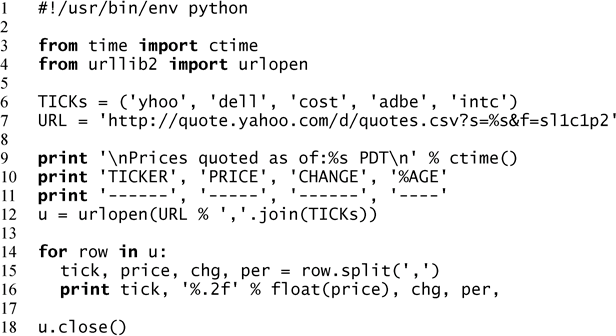 1 #!/usr/bin/env python
2
3 from time import ctime
4 from urllib2 import urlopen
5
6 TICKs = ('yhoo', 'dell', 'cost', 'adbe', 'intc')
7 URL = 'http://quote.yahoo.com/d/quotes.csv?s=%s&f=sl1c1p2'
8
9 print '\nPrices quoted as of:%s PDT\n' % ctime()
10 print 'TICKER', 'PRICE', 'CHANGE', '%AGE'
11 print '------', '-----', '------', '----'
12 u = urlopen(URL % ','.join(TICKs))
13
14 for row in u:
15 tick, price, chg, per = row.split(',')
16 print tick, '%.2f' % float(price), chg, per,
17
18 u.close()